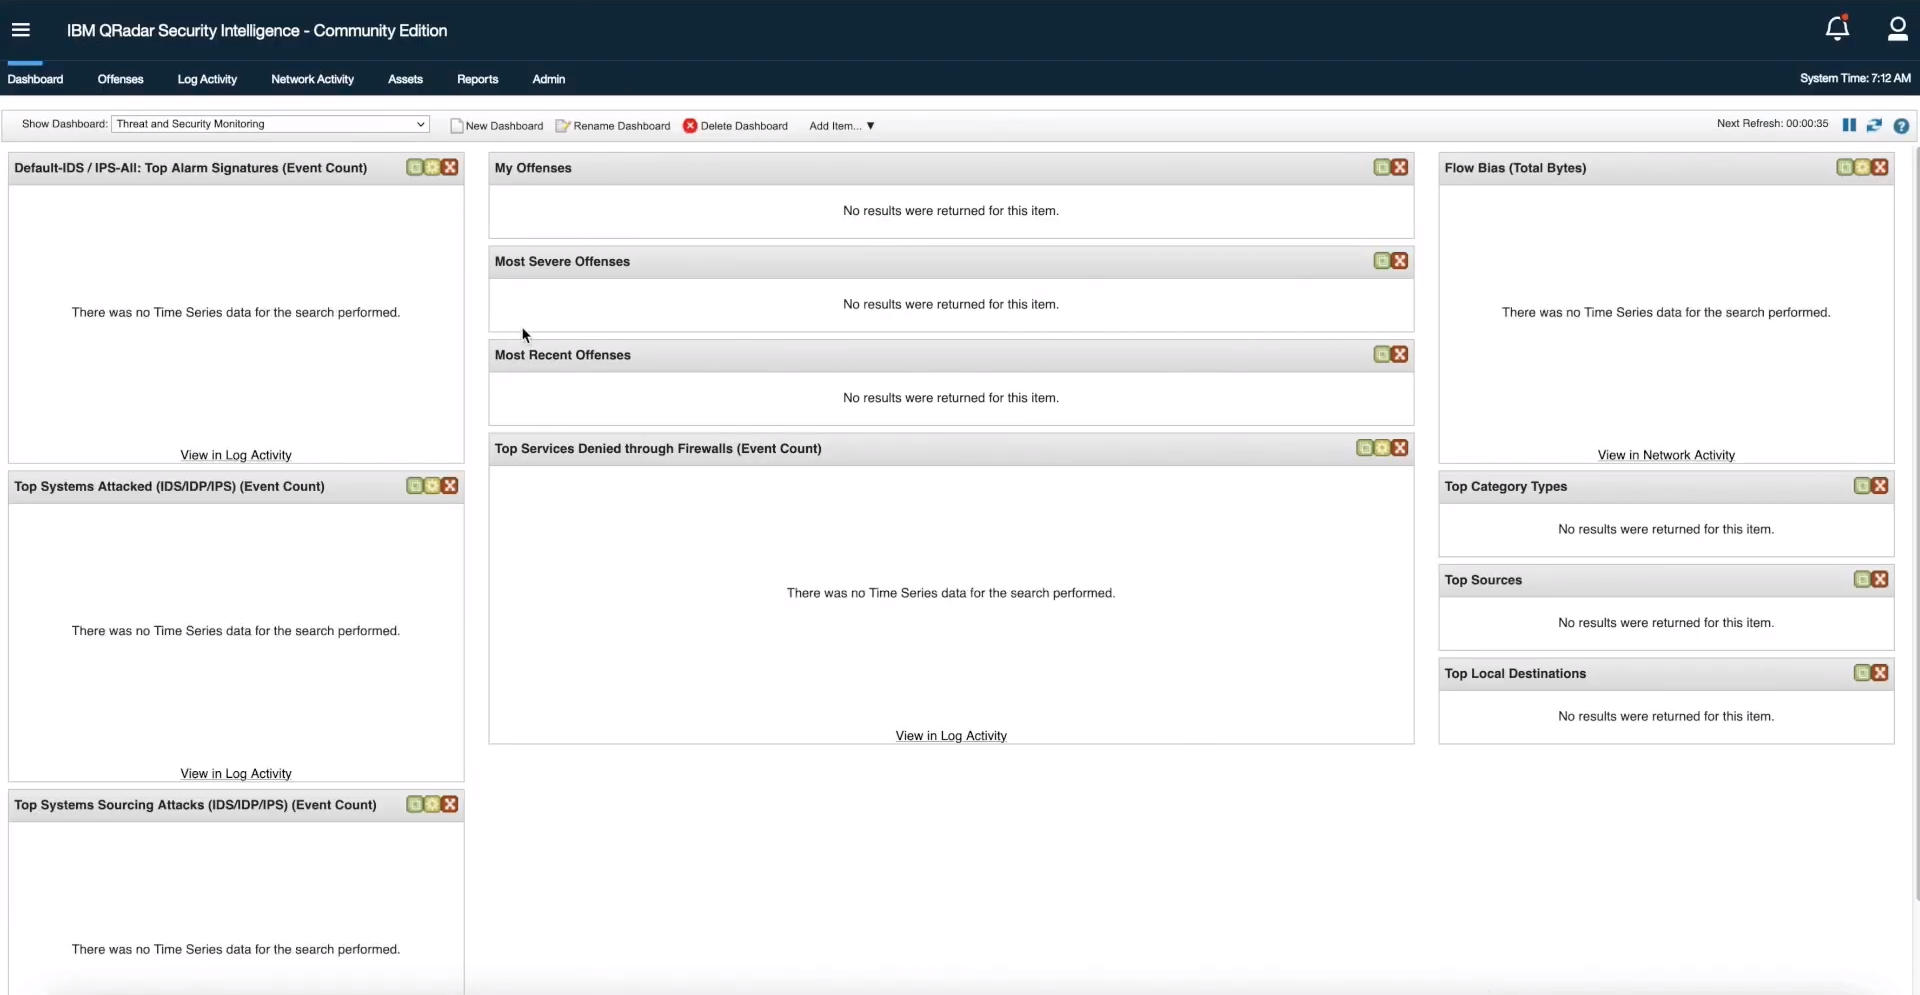 IBM QRadar Security Intelligence - Community Edition
Dashboard Offenses Log Activity Network Activity Assets Reports Admin System Time: 7:12 AM
Show Dashboard: Threat and Security Monitoring New Dashboard Rename Dashboard Delete Dashboard Add Item... ▼ Next Refresh: 00:00:35
Default-IDS / IPS-All: Top Alarm Signatures (Event Count)
There was no Time Series data for the search performed.
View in Log Activity
Top Systems Attacked (IDS/IDP/IPS) (Event Count)
There was no Time Series data for the search performed.
View in Log Activity
Top Systems Sourcing Attacks (IDS/IDP/IPS) (Event Count)
There was no Time Series data for the search performed.
My Offenses
No results were returned for this item.
Most Severe Offenses
No results were returned for this item.
Most Recent Offenses
No results were returned for this item.
Top Services Denied through Firewalls (Event Count)
There was no Time Series data for the search performed.
View in Log Activity
Flow Bias (Total Bytes)
There was no Time Series data for the search performed.
View in Network Activity
Top Category Types
No results were returned for this item.
Top Sources
No results were returned for this item.
Top Local Destinations
No results were returned for this item.